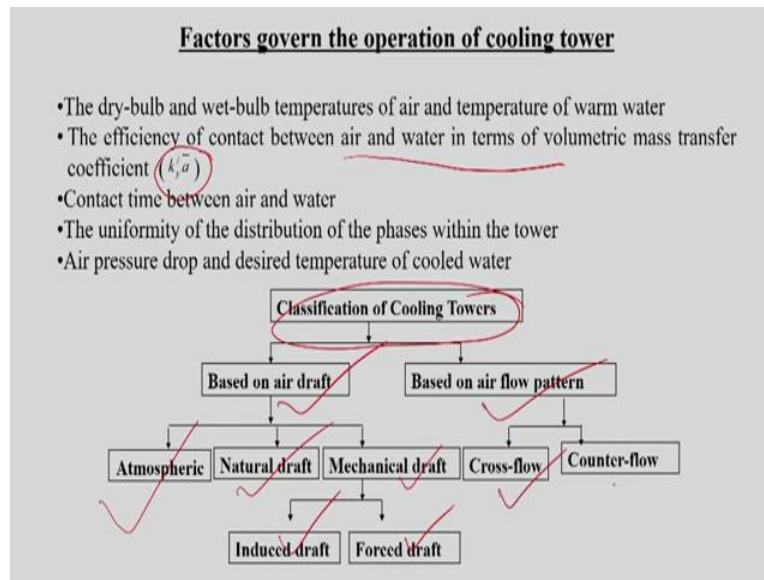 Factors govern the operation of cooling tower
•The dry-bulb and wet-bulb temperatures of air and temperature of warm water
• The efficiency of contact between air and water in terms of volumetric mass transfer
coefficient
•Contact time between air and water
•The uniformity of the distribution of the phases within the tower
•Air pressure drop and desired temperature of cooled water
Classification of Cooling Towers
Based on air draft Based on air flow pattern
Atmospheric Natural draft Mechanical draft Cross-flow Counter-flow
Induced draft Forced draft